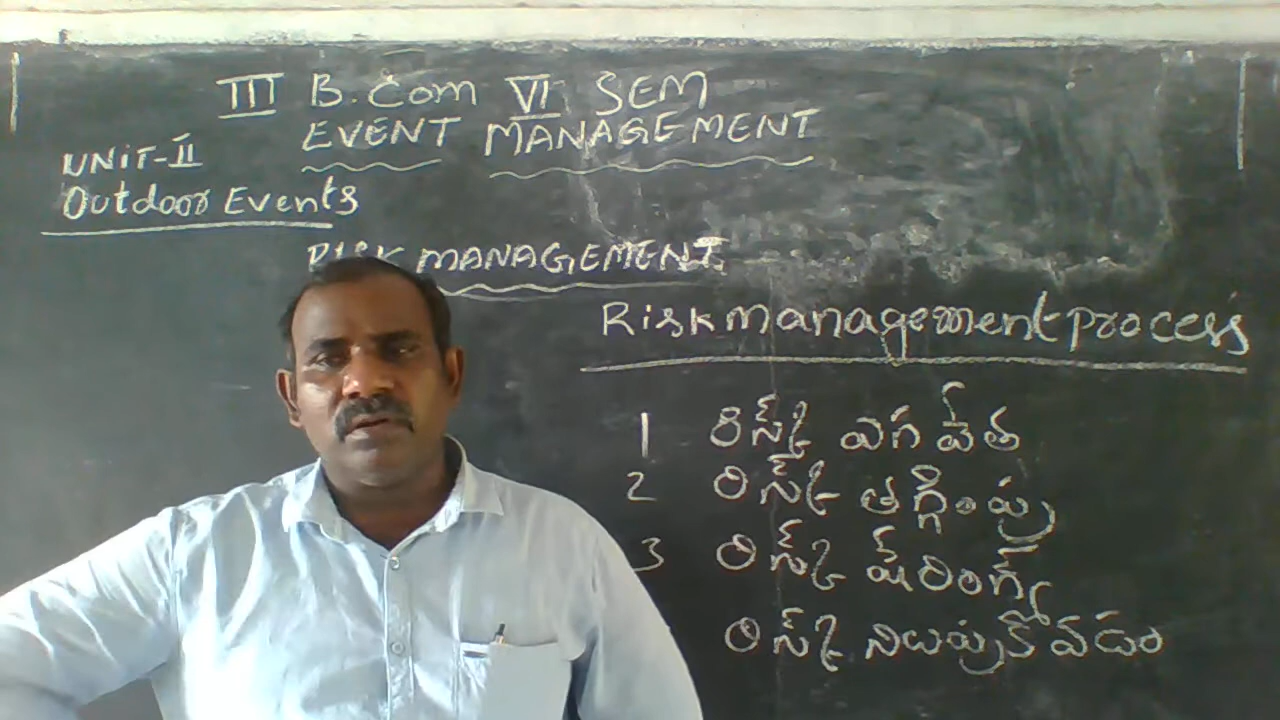 III B.Com VI SEM
EVENT MANAGEMENT
UNIT-II
Outdoor Events
RISK MANAGEMENT
Risk management process
1 రిస్క్ ఎగవేత
2 రిస్క్ తగ్గింపు
3 రిస్క్ షేరింగ్
రిస్క్ నిలుపుకోవడం